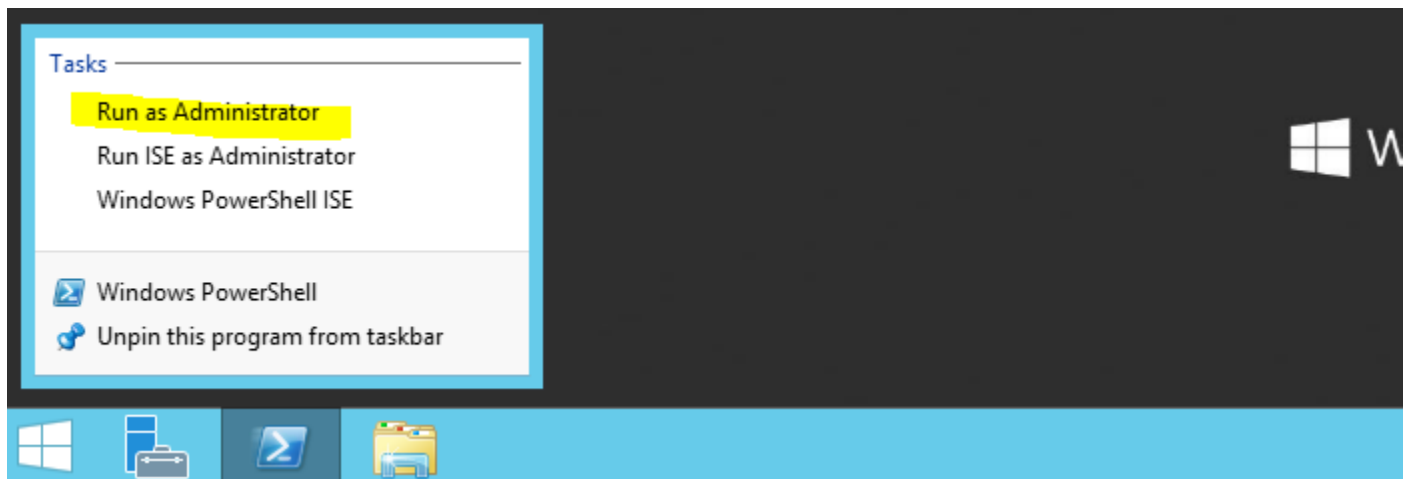 Tasks
Run as Administrator
Run ISE as Administrator
Windows PowerShell ISE
Windows PowerShell
Unpin this program from taskbar